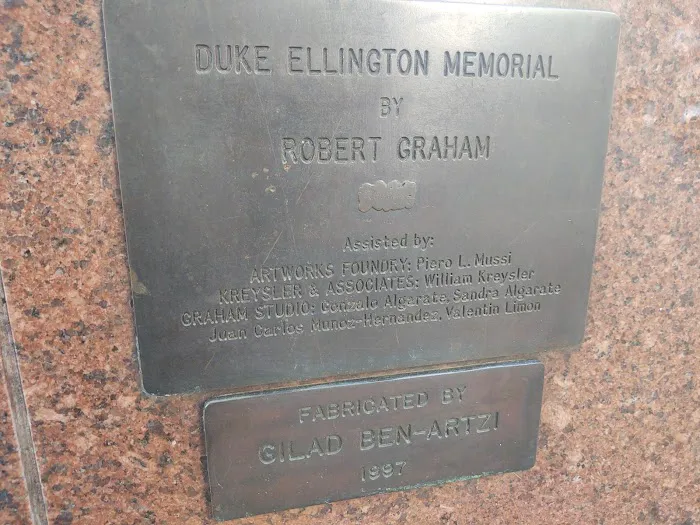 DUKE ELLINGTON MEMORIAL
BY
ROBERT GRAHAM
Assisted by:
ARTWORKS FOUNDRY: Piero L. Mussi
KREYSLER & ASSOCIATES: William Kreysler
GRAHAM STUDIO: Gonzalo Algarate, Sandra Algarate
Juan Carlos Munoz-Hernandez, Valentin Limon
FABRICATED BY
GILAD BEN-ARTZI
1997